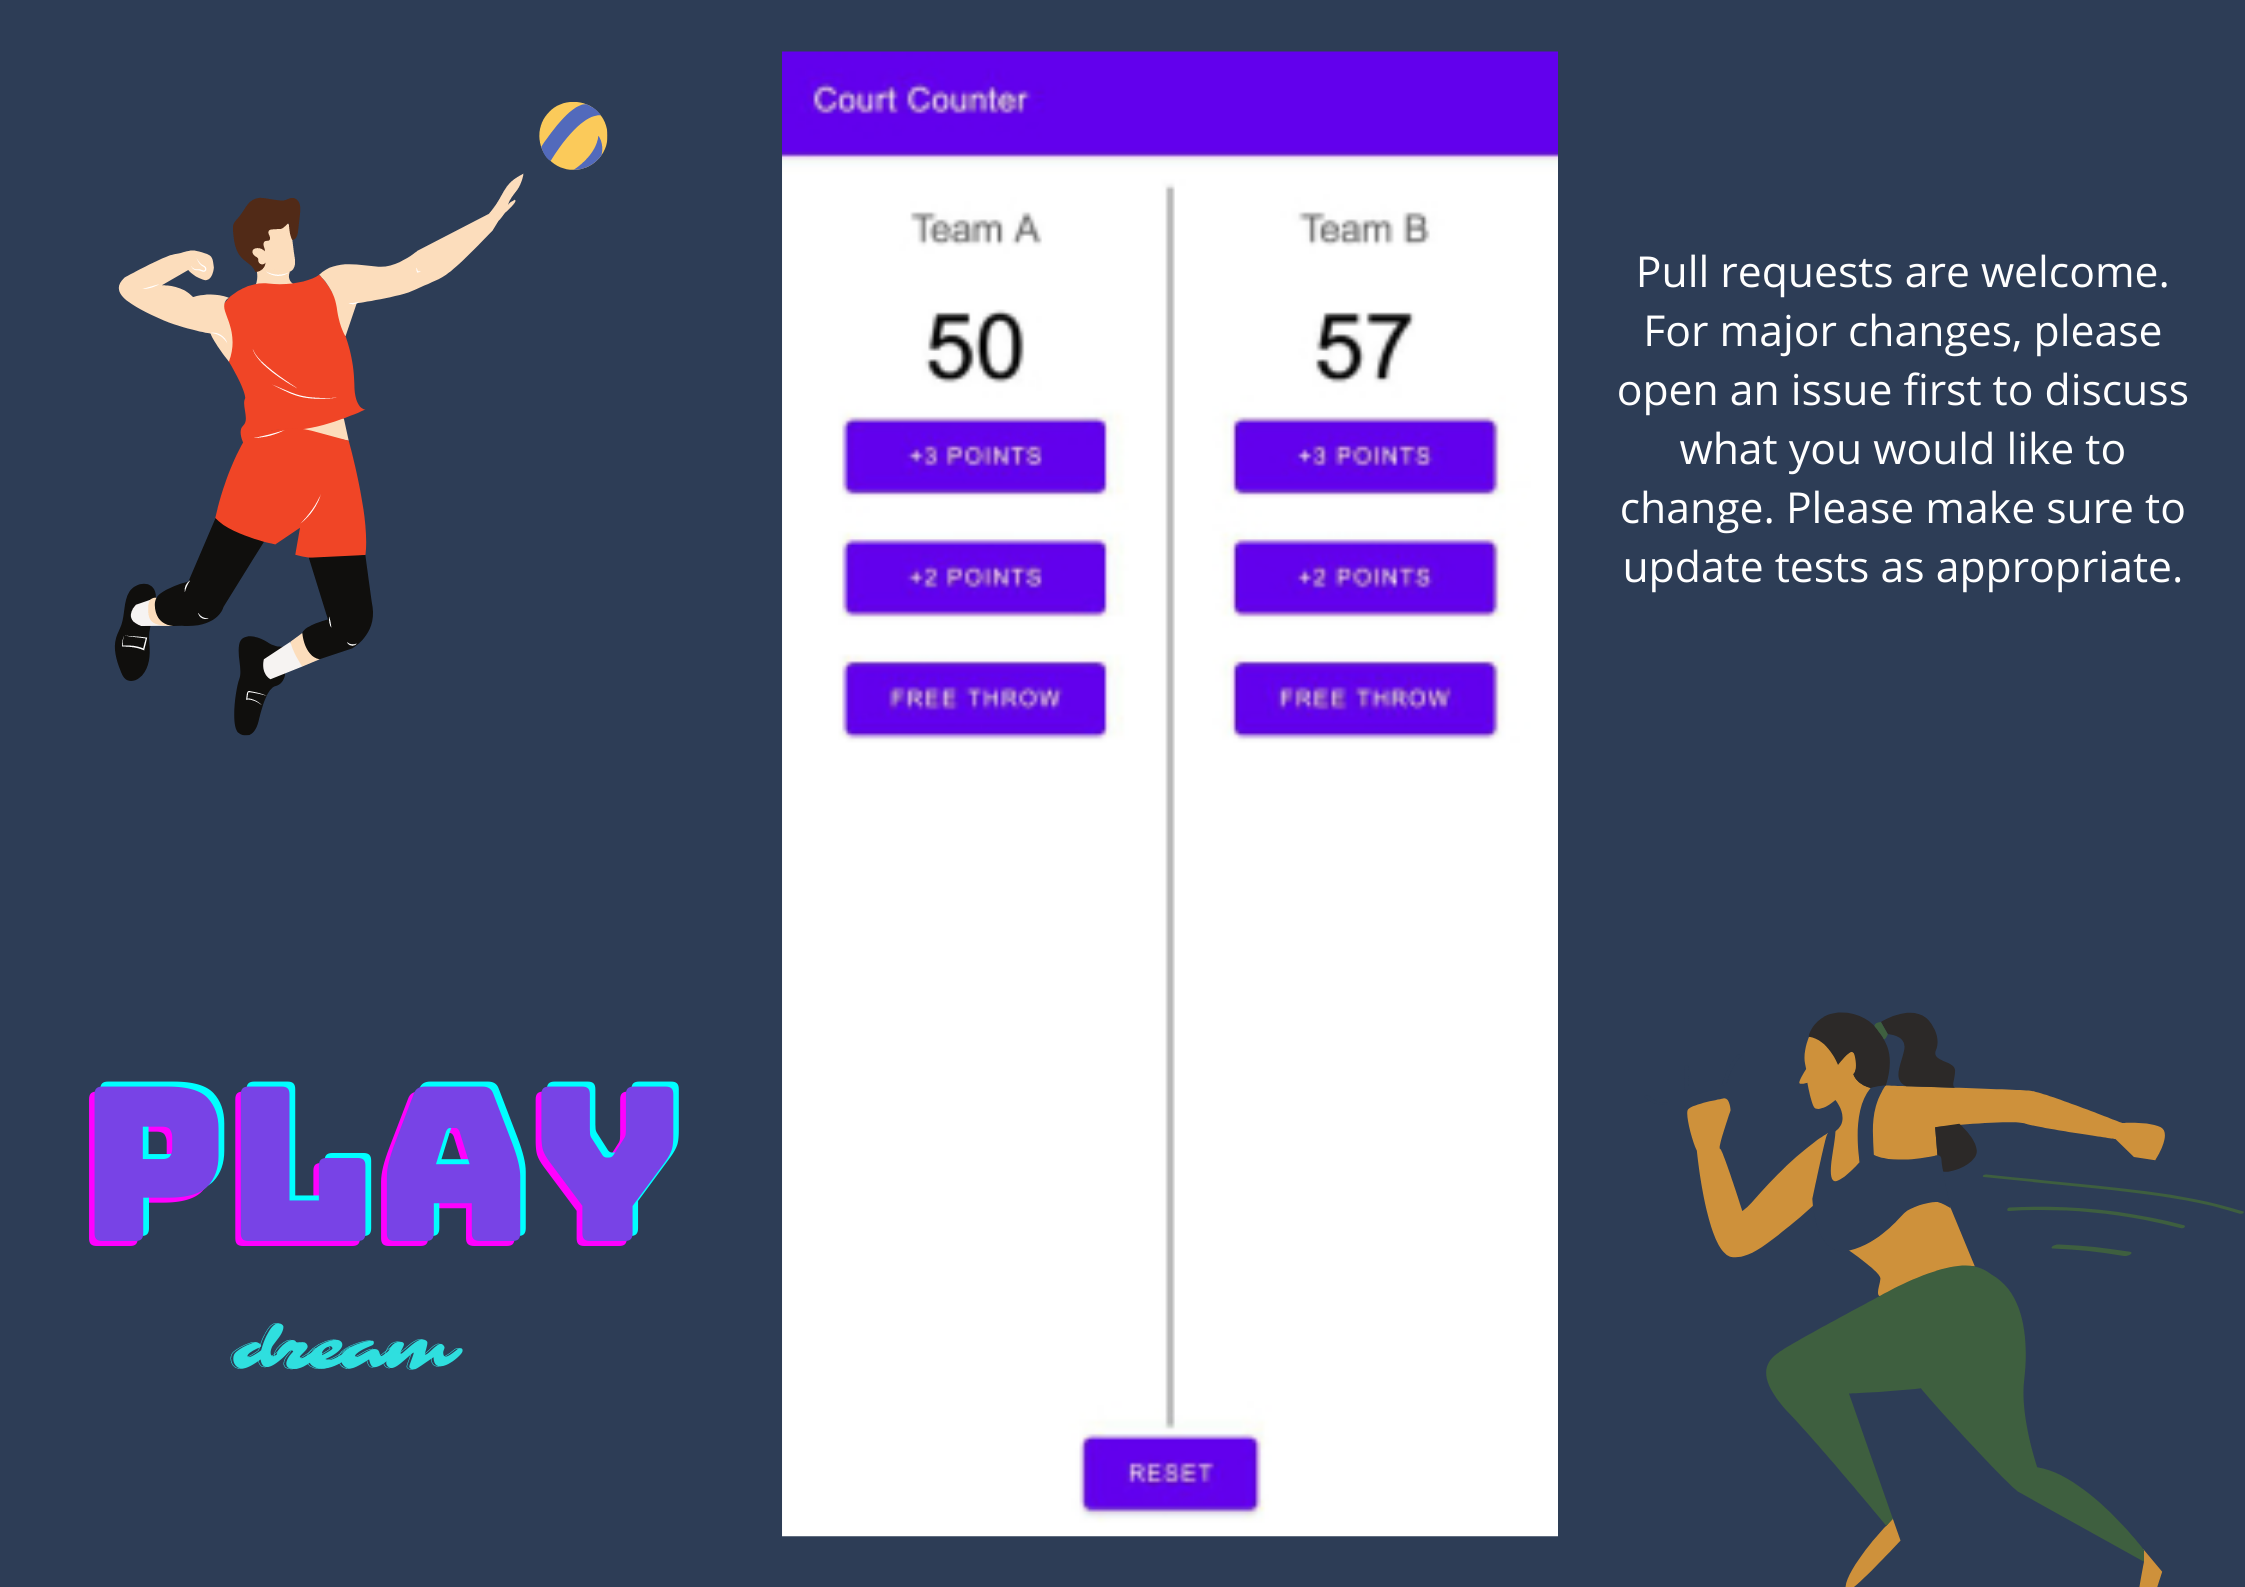 Court Counter
Team A
50
+3 POINTS
+2 POINTS
FREE THROW
Team B
57
+3 POINTS
+2 POINTS
FREE THROW
RESET
Pull requests are welcome.
For major changes, please
open an issue first to discuss
what you would like to
change. Please make sure to
update tests as appropriate.
PLAY
dream